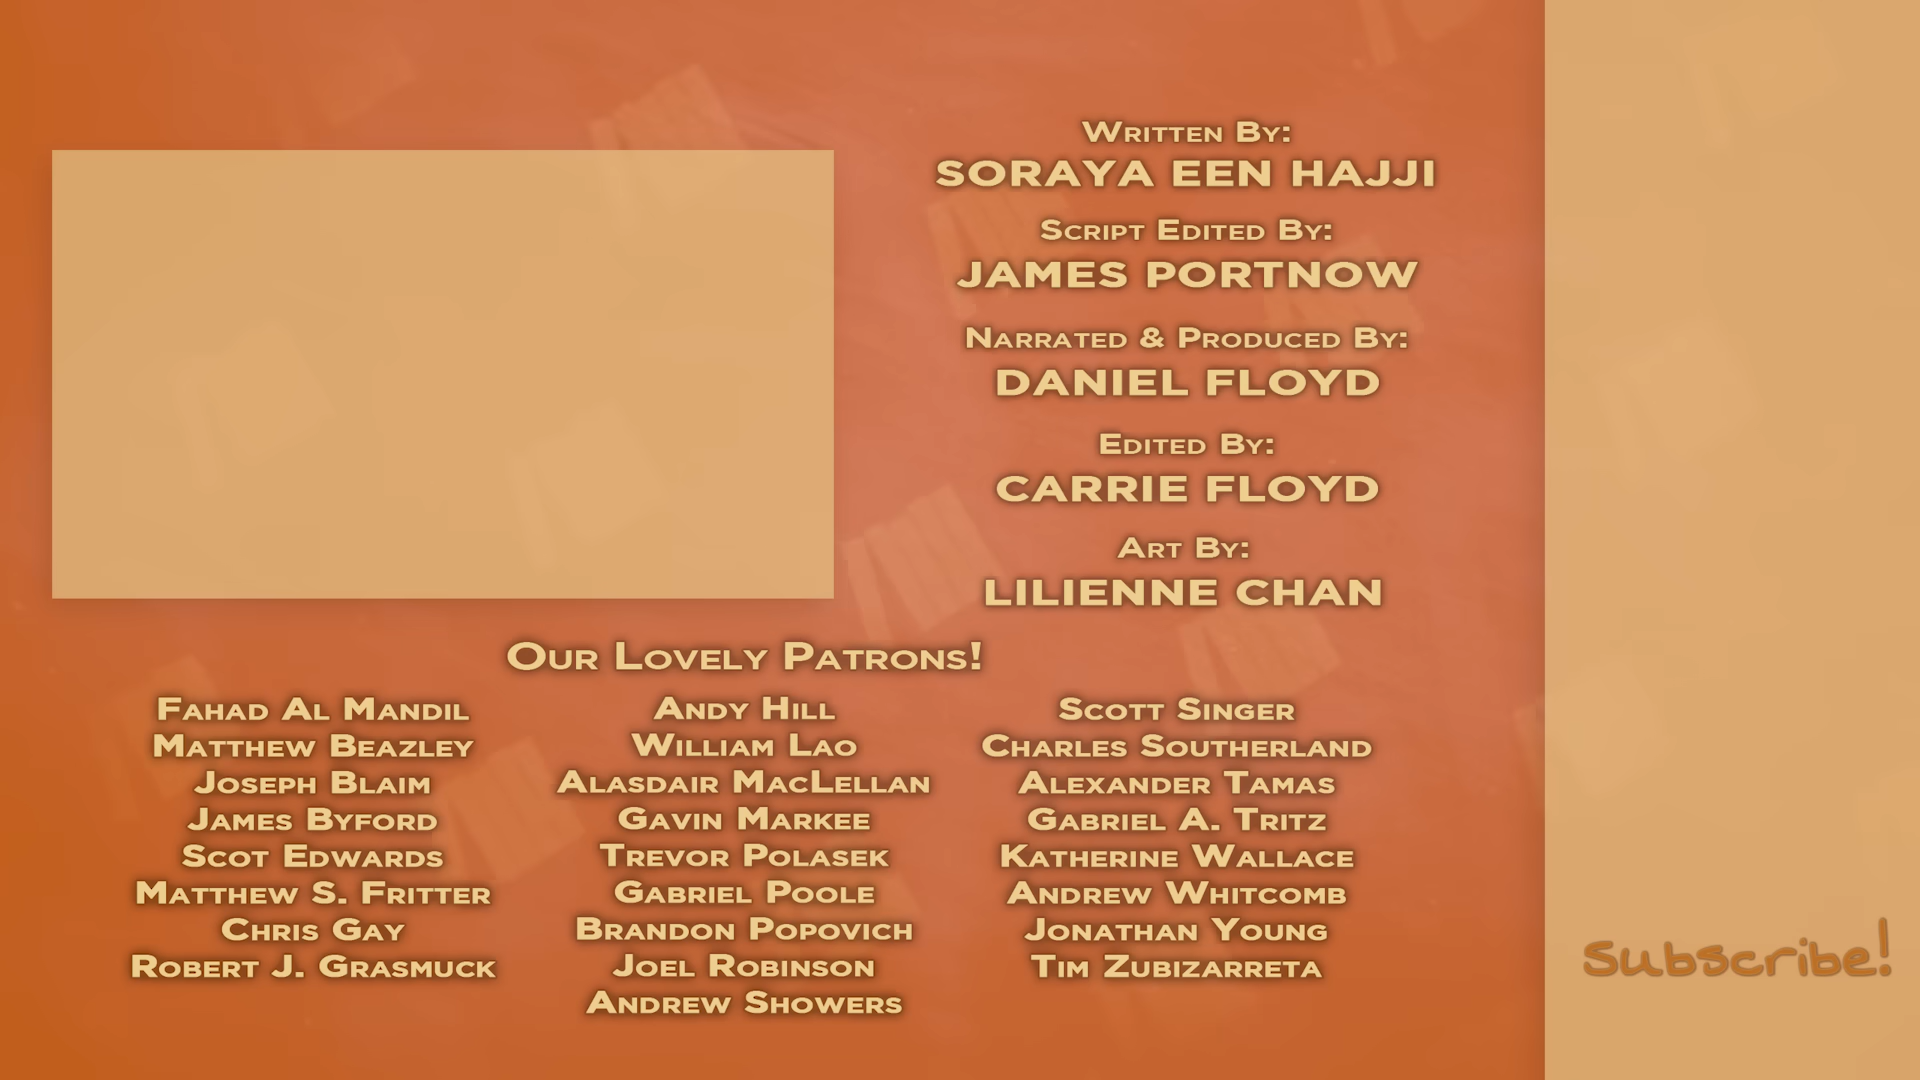 Written By:
SORAYA EEN HAJJI
Script Edited By:
JAMES PORTNOW
Narrated & Produced By:
DANIEL FLOYD
Edited By:
CARRIE FLOYD
Art By:
LILIENNE CHAN
Our Lovely Patrons!
Fahad Al Mandil
Matthew Beazley
Joseph Blaim
James Byford
Scot Edwards
Matthew S. Fritter
Chris Gay
Robert J. Grasmuck
Andy Hill
William Lao
Alasdair MacLellan
Gavin Markee
Trevor Polasek
Gabriel Poole
Brandon Popovich
Joel Robinson
Andrew Showers
Scott Singer
Charles Southerland
Alexander Tamas
Gabriel A. Tritz
Katherine Wallace
Andrew Whitcomb
Jonathan Young
Tim Zubizarreta
Subscribe!